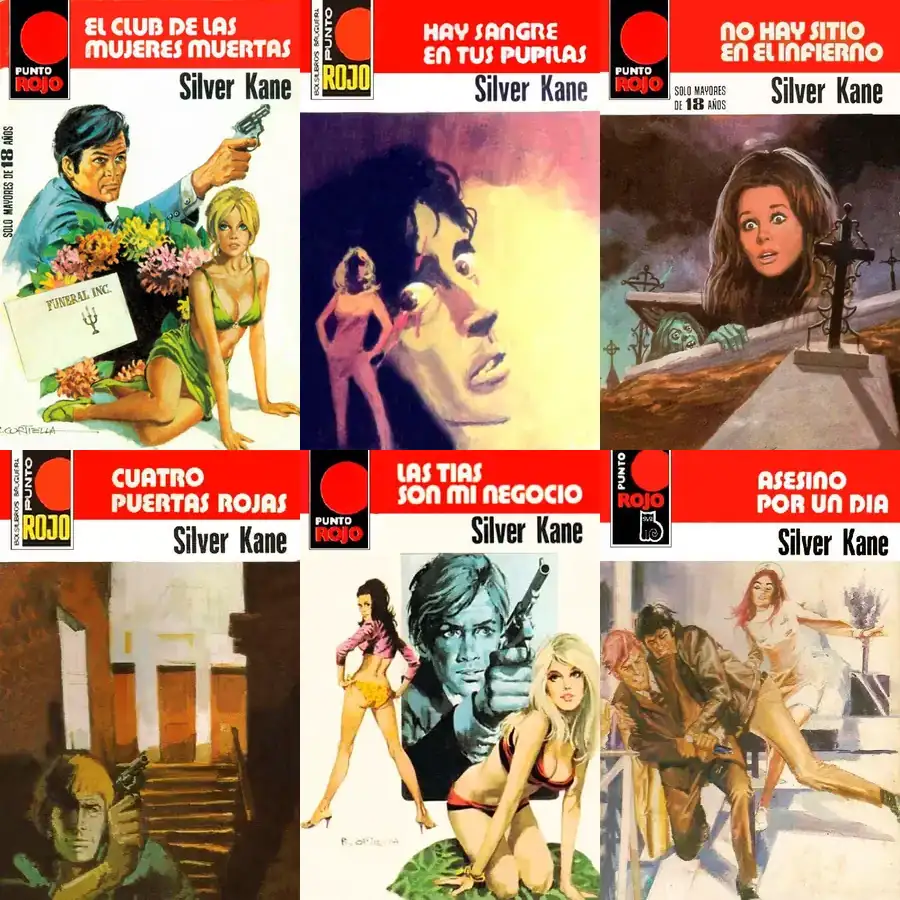 EL CLUB DE LAS
MUJERES MUERTAS
PUNTO
ROJO
Silver Kane
SOLO MAYORES DE 18 AÑOS
FUNERAL INC.
CORTIELLA
HAY SANGRE
EN TUS PUPILAS
BOLSILIBROS BRUGUERA
PUNTO
ROJO
Silver Kane
NO HAY SITIO
EN EL INFIERNO
PUNTO
ROJO
SOLO MAYORES
DE 18 AÑOS
Silver Kane
CUATRO
PUERTAS ROJAS
BOLSILIBROS BRUGUERA
PUNTO
ROJO
Silver Kane
LAS TIAS
SON MI NEGOCIO
PUNTO
ROJO
Silver Kane
R. CORTIELLA
ASESINO
POR UN DIA
PUNTO
ROJO
Silver Kane